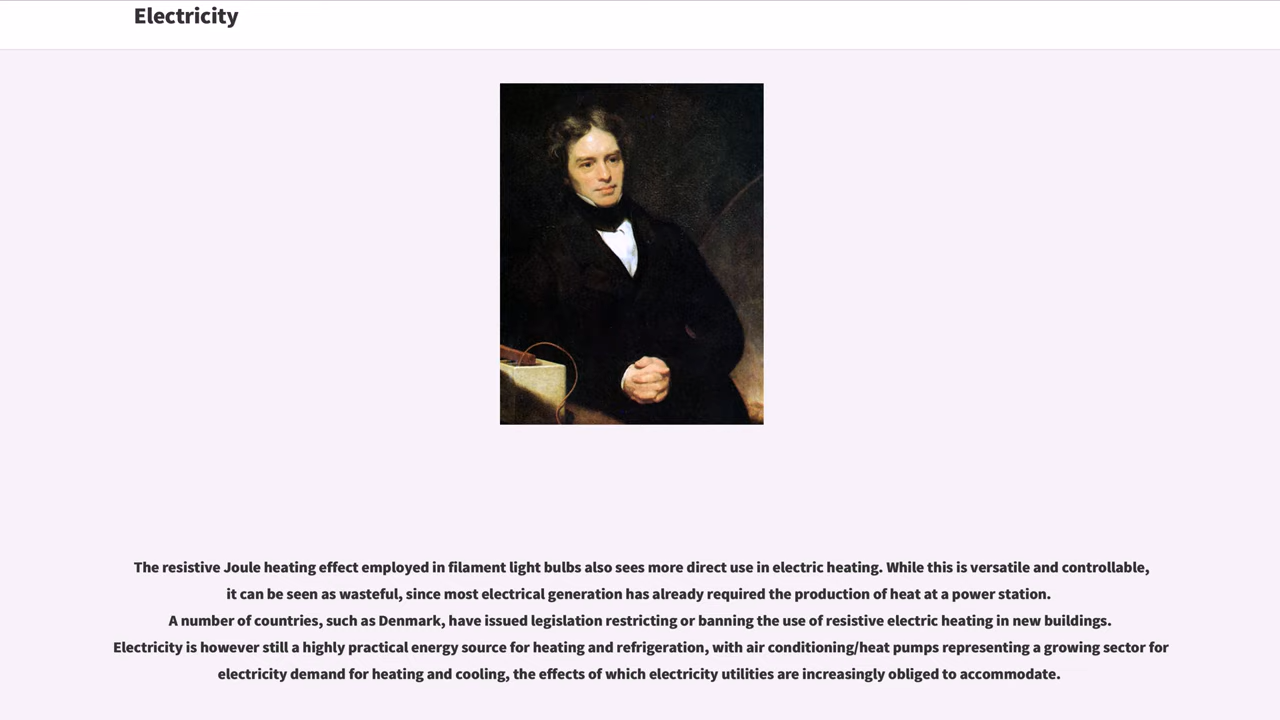 Electricity
The resistive Joule heating effect employed in filament light bulbs also sees more direct use in electric heating. While this is versatile and controllable,
it can be seen as wasteful, since most electrical generation has already required the production of heat at a power station.
A number of countries, such as Denmark, have issued legislation restricting or banning the use of resistive electric heating in new buildings.
Electricity is however still a highly practical energy source for heating and refrigeration, with air conditioning/heat pumps representing a growing sector for
electricity demand for heating and cooling, the effects of which electricity utilities are increasingly obliged to accommodate.